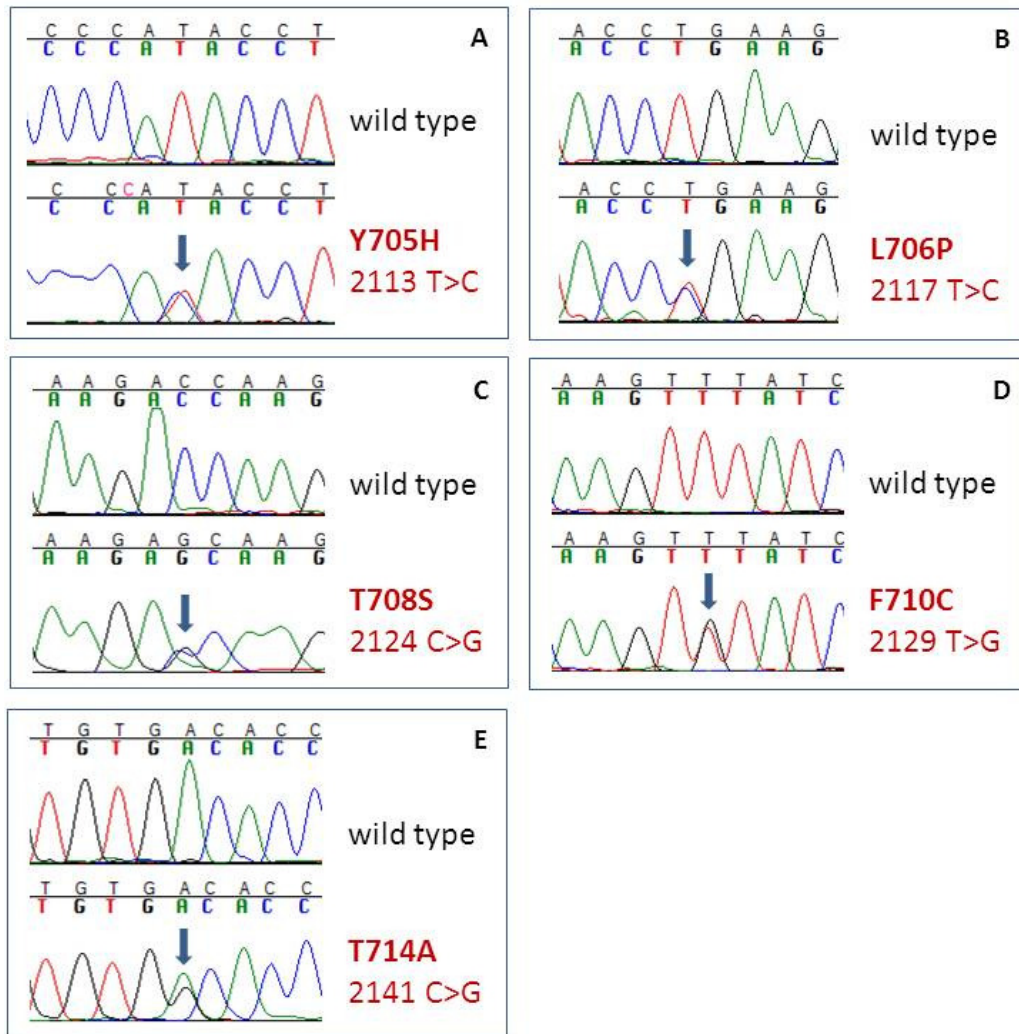 C C C A T A C C T
C C C A T A C C T
A
wild type
C C C A T A C C T
C C A T A C C T
Y705H
2113 T>C
A C C T G A A G
A C C T G A A G
B
wild type
A C C T G A A G
A C C T G A A G
L706P
2117 T>C
A A G A C C A A G
A A G A C C A A G
C
wild type
A A G A G C A A G
A A G A G C A A G
T708S
2124 C>G
A A G T T T A T C
A A G T T T A T C
D
wild type
A A G T T T A T C
A A G T T T A T C
F710C
2129 T>G
T G T G A C A C C
T G T G A C A C C
E
wild type
T G T G A C A C C
T G T G A C A C C
T714A
2141 C>G